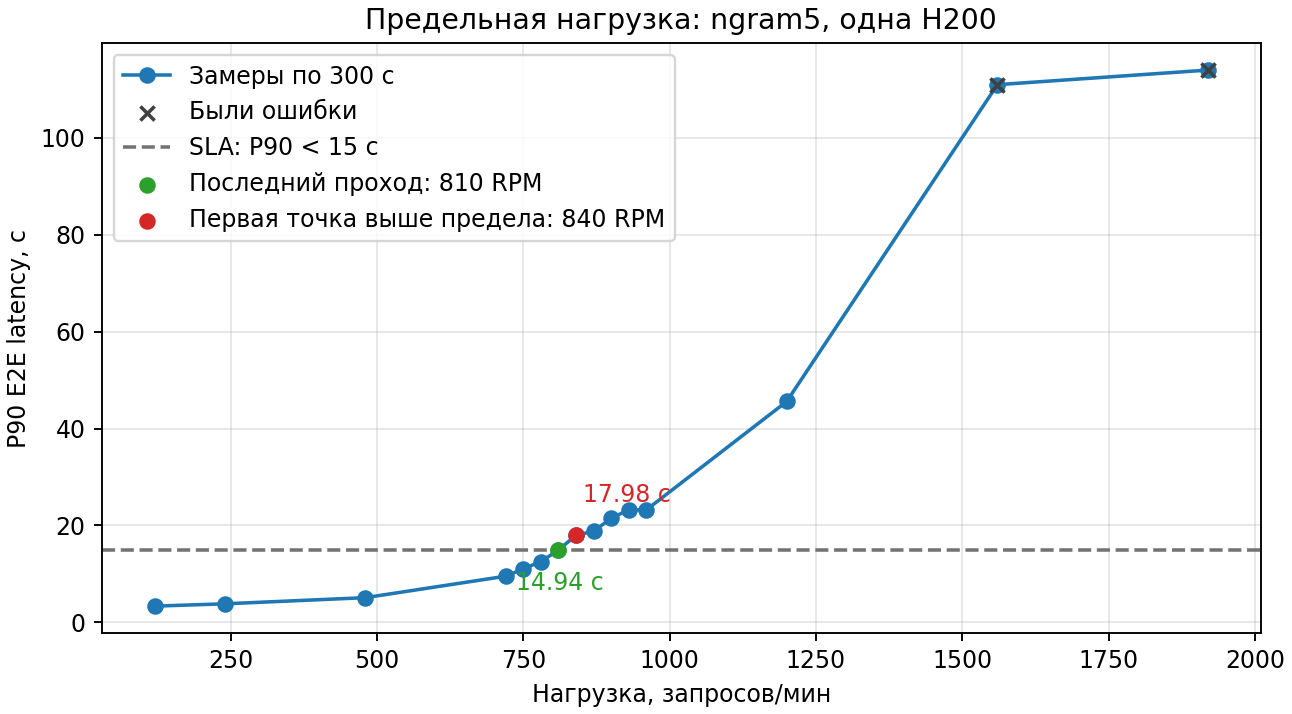 Предельная нагрузка: ngram5, одна H200
Замеры по 300 с
Были ошибки
SLA: P90 < 15 с
Последний проход: 810 RPM
Первая точка выше предела: 840 RPM
P90 E2E latency, с
100
80
60
40
20
0
17.98 с
14.94 с
250 500 750 1000 1250 1500 1750 2000
Нагрузка, запросов/мин